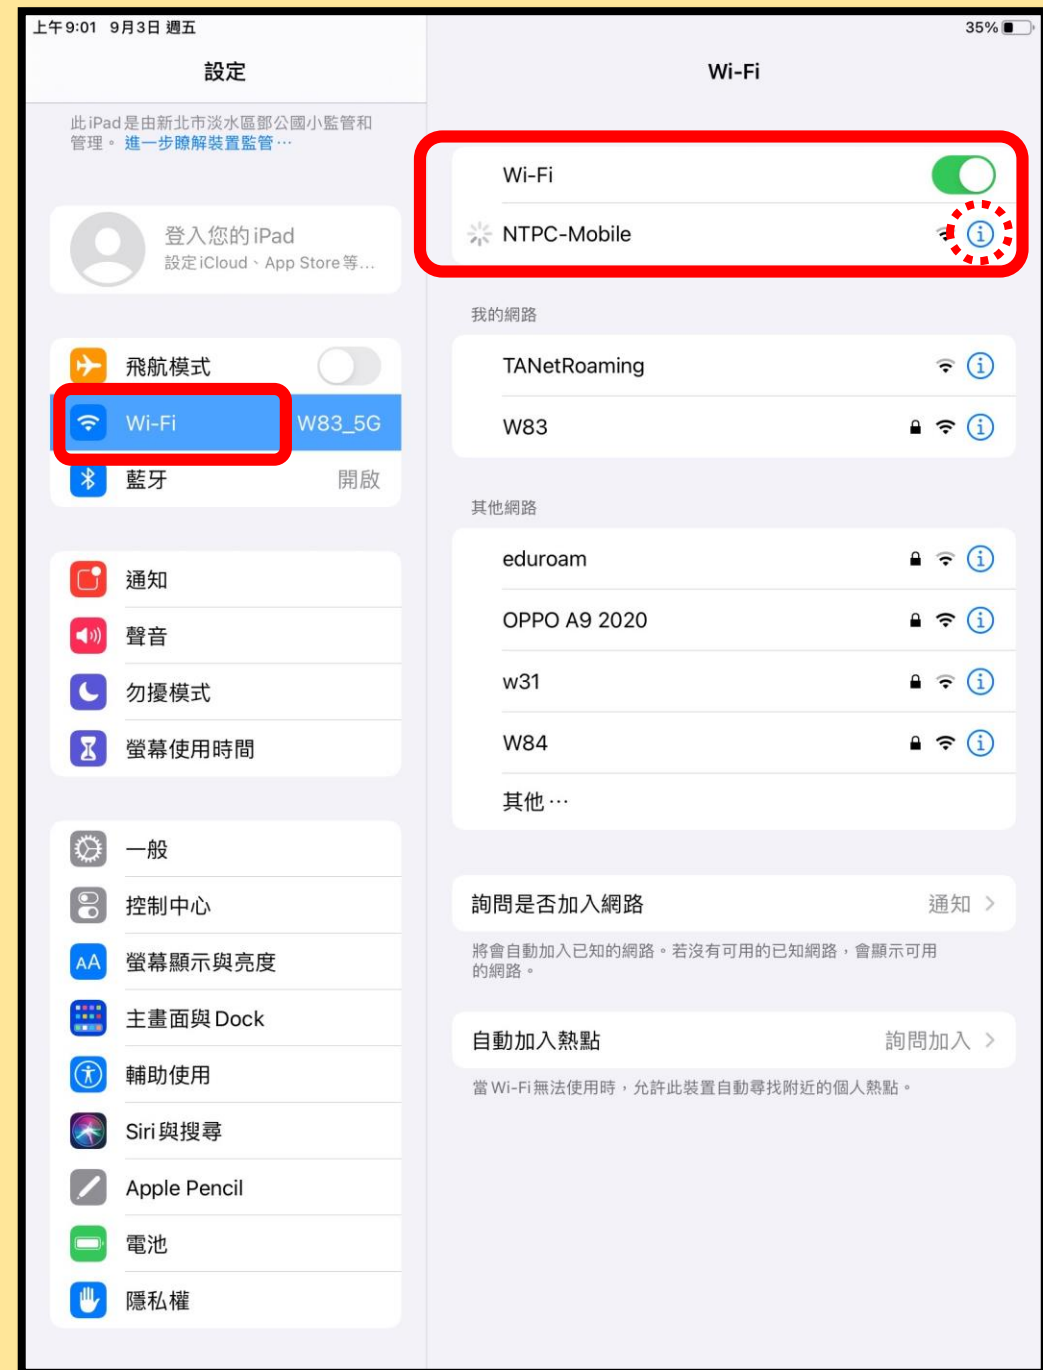 上午9:01 9月3日 週五
35%
設定
此iPad是由新北市淡水區鄧公國小監管和
管理。進一步瞭解裝置監管…
登入您的iPad
設定iCloud、App Store等…
飛航模式
Wi-Fi W83_5G
藍牙 開啟
通知
聲音
勿擾模式
螢幕使用時間
一般
控制中心
AA 螢幕顯示與亮度
主畫面與Dock
輔助使用
Siri與搜尋
Apple Pencil
電池
隱私權
Wi-Fi
Wi-Fi
NTPC-Mobile
我的網路
TANetRoaming
W83
其他網路
eduroam
OPPO A9 2020
w31
W84
其他…
詢問是否加入網路 通知
將會自動加入已知的網路。若沒有可用的已知網路，會顯示可用
的網路。
自動加入熱點 詢問加入
當Wi-Fi無法使用時，允許此裝置自動尋找附近的個人熱點。